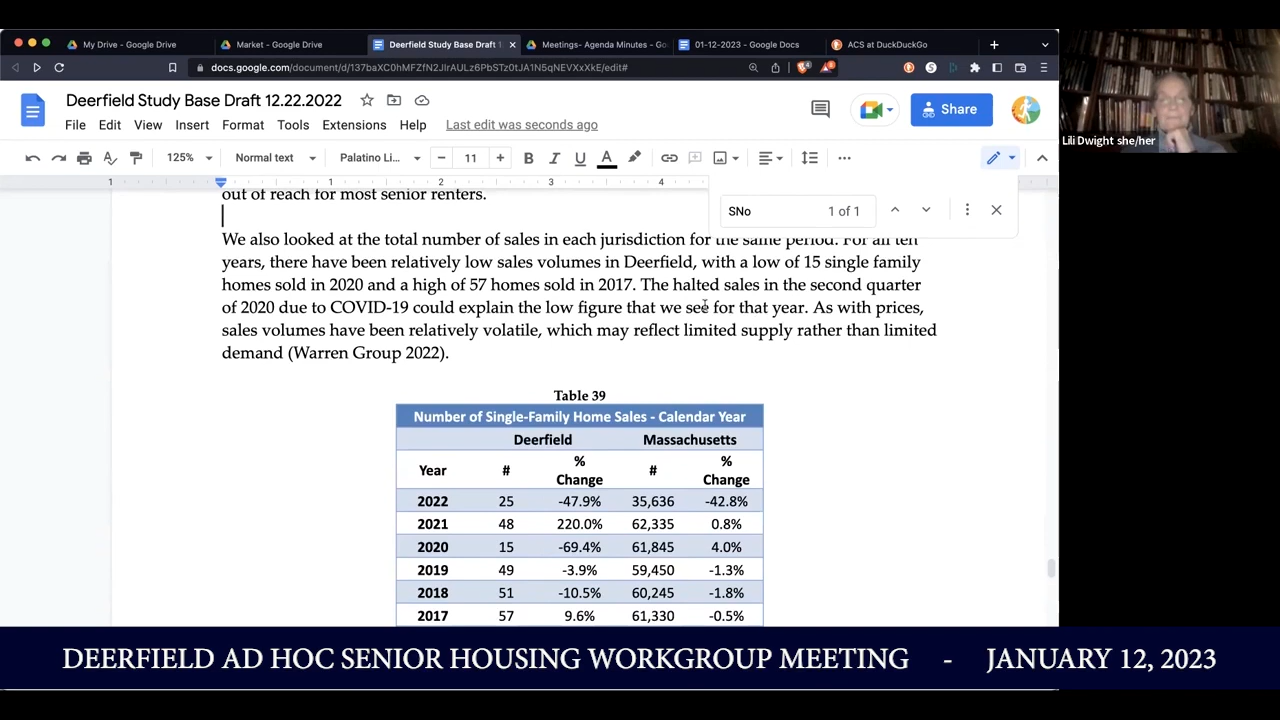 My Drive - Google Drive
Market - Google Drive
Deerfield Study Base Draft 1
Meetings- Agenda Minutes - Go
01-12-2023 - Google Docs
ACS at DuckDuckGo
docs.google.com/document/d/137baXC0hMFZfN2JlrAULz6PbSTz0tJA1N5qNEVXxXkE/edit#
Deerfield Study Base Draft 12.22.2022
Share
File Edit View Insert Format Tools Extensions Help Last edit was seconds ago
125% Normal text Palatino Li... 11 B I U A
1 1 2 3 4
SNo 1 of 1
out of reach for most senior renters.
We also looked at the total number of sales in each jurisdiction for the same period. For all ten
years, there have been relatively low sales volumes in Deerfield, with a low of 15 single family
homes sold in 2020 and a high of 57 homes sold in 2017. The halted sales in the second quarter
of 2020 due to COVID-19 could explain the low figure that we see for that year. As with prices,
sales volumes have been relatively volatile, which may reflect limited supply rather than limited
demand (Warren Group 2022).
Table 39
Number of Single-Family Home Sales - Calendar Year
Deerfield Massachusetts
Year # % Change # % Change
2022 25 -47.9% 35,636 -42.8%
2021 48 220.0% 62,335 0.8%
2020 15 -69.4% 61,845 4.0%
2019 49 -3.9% 59,450 -1.3%
2018 51 -10.5% 60,245 -1.8%
2017 57 9.6% 61,330 -0.5%
Lili Dwight she/her
DEERFIELD AD HOC SENIOR HOUSING WORKGROUP MEETING - JANUARY 12, 2023